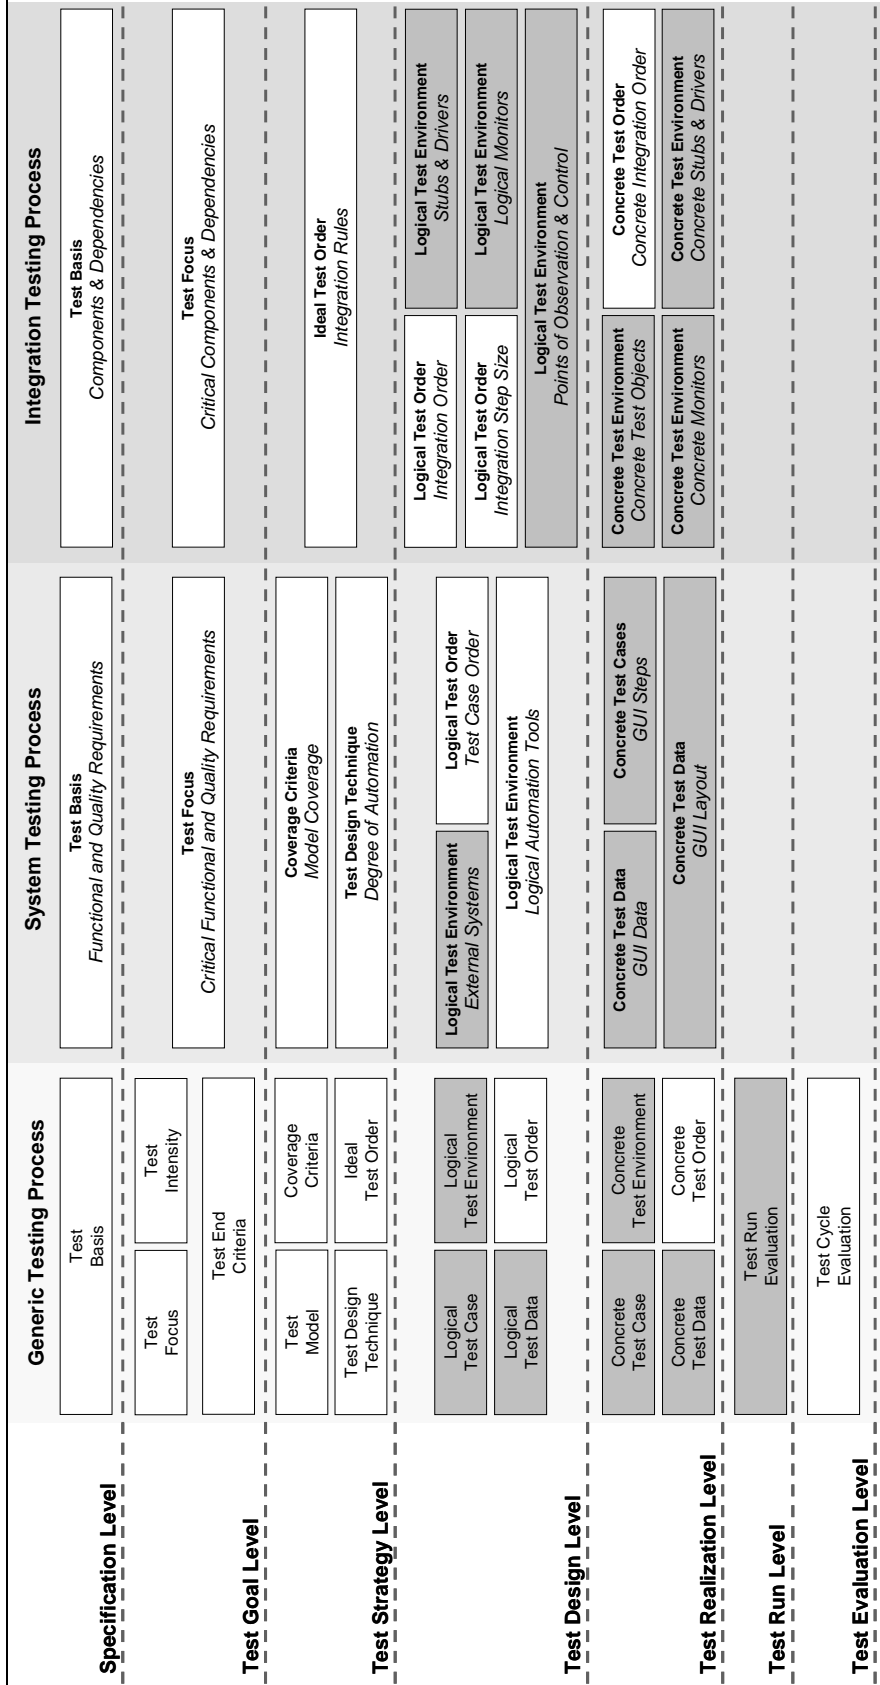 Generic Testing Process
System Testing Process
Integration Testing Process
Specification Level
Test
Basis
Test Basis
Functional and Quality Requirements
Test Basis
Components & Dependencies
Test Goal Level
Test
Focus
Test
Intensity
Test End
Criteria
Test Focus
Critical Functional and Quality Requirements
Test Focus
Critical Components & Dependencies
Test Strategy Level
Test
Model
Coverage
Criteria
Test Design
Technique
Ideal
Test Order
Coverage Criteria
Model Coverage
Test Design Technique
Degree of Automation
Ideal Test Order
Integration Rules
Test Design Level
Logical
Test Case
Logical
Test Environment
Logical
Test Data
Logical
Test Order
Logical Test Environment
External Systems
Logical Test Order
Test Case Order
Logical Test Environment
Logical Automation Tools
Logical Test Order
Integration Order
Logical Test Environment
Stubs & Drivers
Logical Test Order
Integration Step Size
Logical Test Environment
Logical Monitors
Logical Test Environment
Points of Observation & Control
Test Realization Level
Concrete
Test Case
Concrete
Test Environment
Concrete
Test Data
Concrete
Test Order
Concrete Test Data
GUI Data
Concrete Test Cases
GUI Steps
Concrete Test Data
GUI Layout
Concrete Test Environment
Concrete Test Objects
Concrete Test Order
Concrete Integration Order
Concrete Test Environment
Concrete Monitors
Concrete Test Environment
Concrete Stubs & Drivers
Test Run Level
Test Run
Evaluation
Test Evaluation Level
Test Cycle
Evaluation